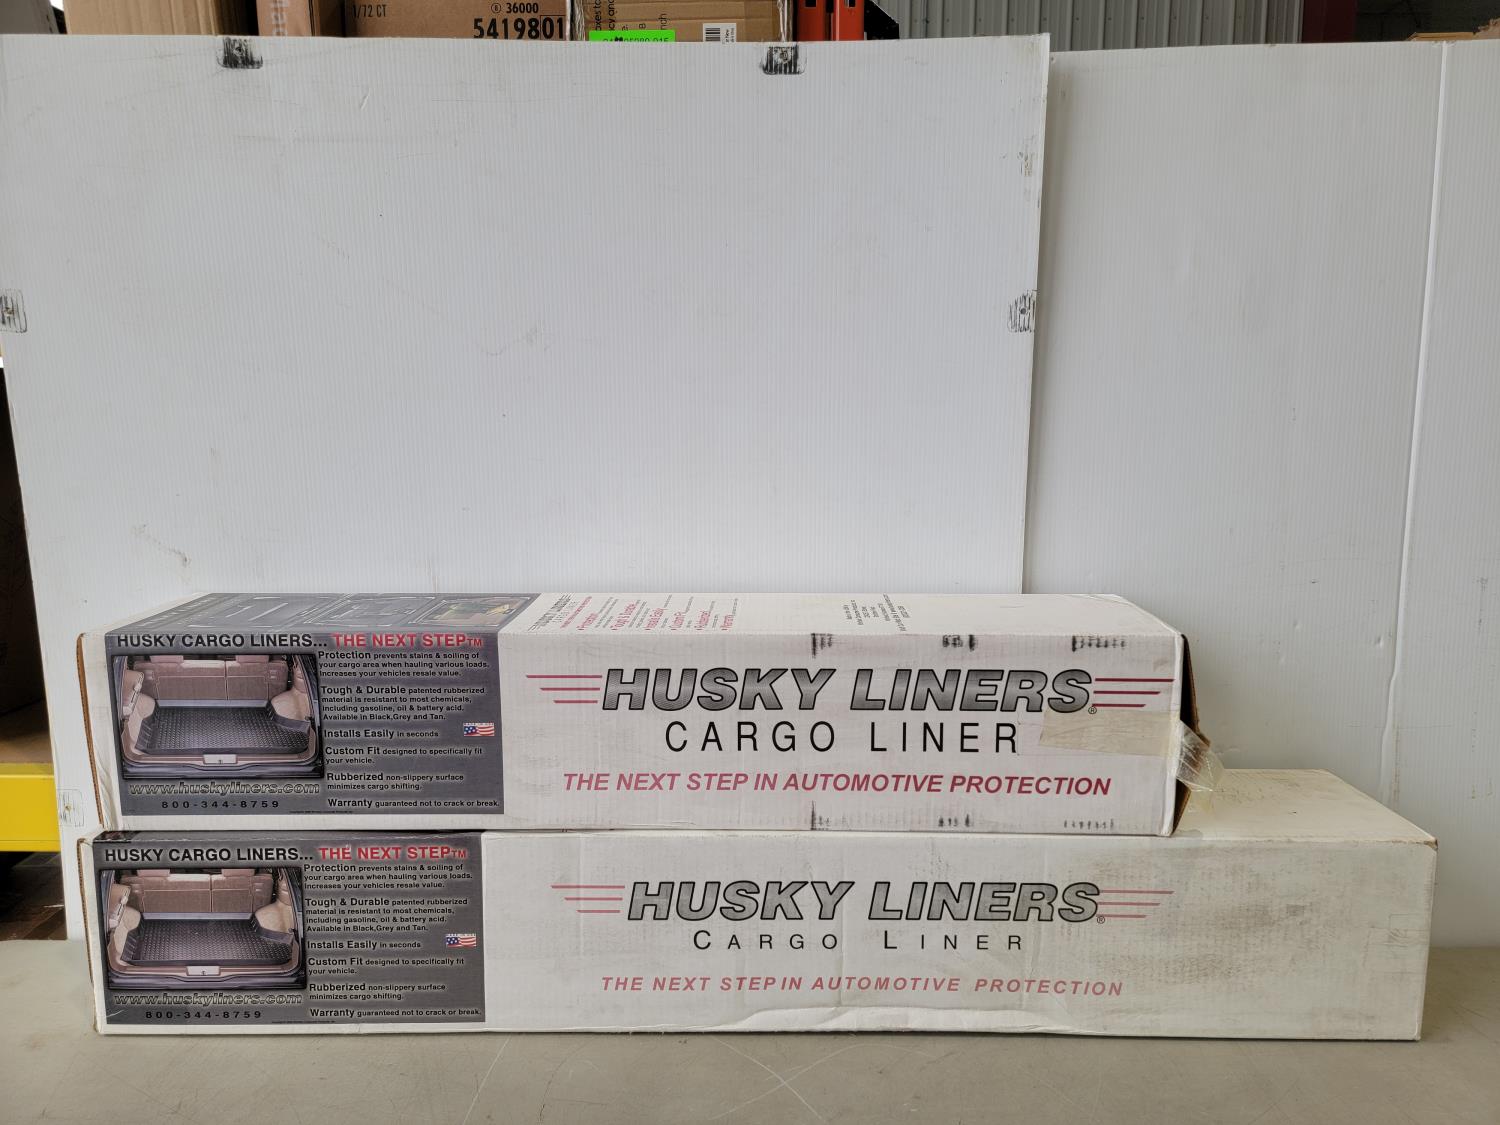 1/72 CT
® 36000
5419801
HUSKY CARGO LINERS... THE NEXT STEP™
Protection prevents stains & soiling of
your cargo area when hauling various loads.
Increases your vehicles resale value.
Tough & Durable patented rubberized
material is resistant to most chemicals,
including gasoline, oil & battery acid.
Available in Black,Grey and Tan.
Installs Easily in seconds
Custom Fit designed to specifically fit
your vehicle.
Rubberized non-slippery surface
minimizes cargo shifting.
Warranty guaranteed not to crack or break.
www.huskyliners.com
800-344-8759
HUSKY LINERS®
CARGO LINER
THE NEXT STEP IN AUTOMOTIVE PROTECTION
HUSKY CARGO LINERS... THE NEXT STEP™
Protection prevents stains & soiling of
your cargo area when hauling various loads.
Increases your vehicles resale value.
Tough & Durable patented rubberized
material is resistant to most chemicals,
including gasoline, oil & battery acid.
Available in Black,Grey and Tan.
Installs Easily in seconds
Custom Fit designed to specifically fit
your vehicle.
Rubberized non-slippery surface
minimizes cargo shifting.
Warranty guaranteed not to crack or break.
www.huskyliners.com
800-344-8759
HUSKY LINERS®
CARGO LINER
THE NEXT STEP IN AUTOMOTIVE PROTECTION